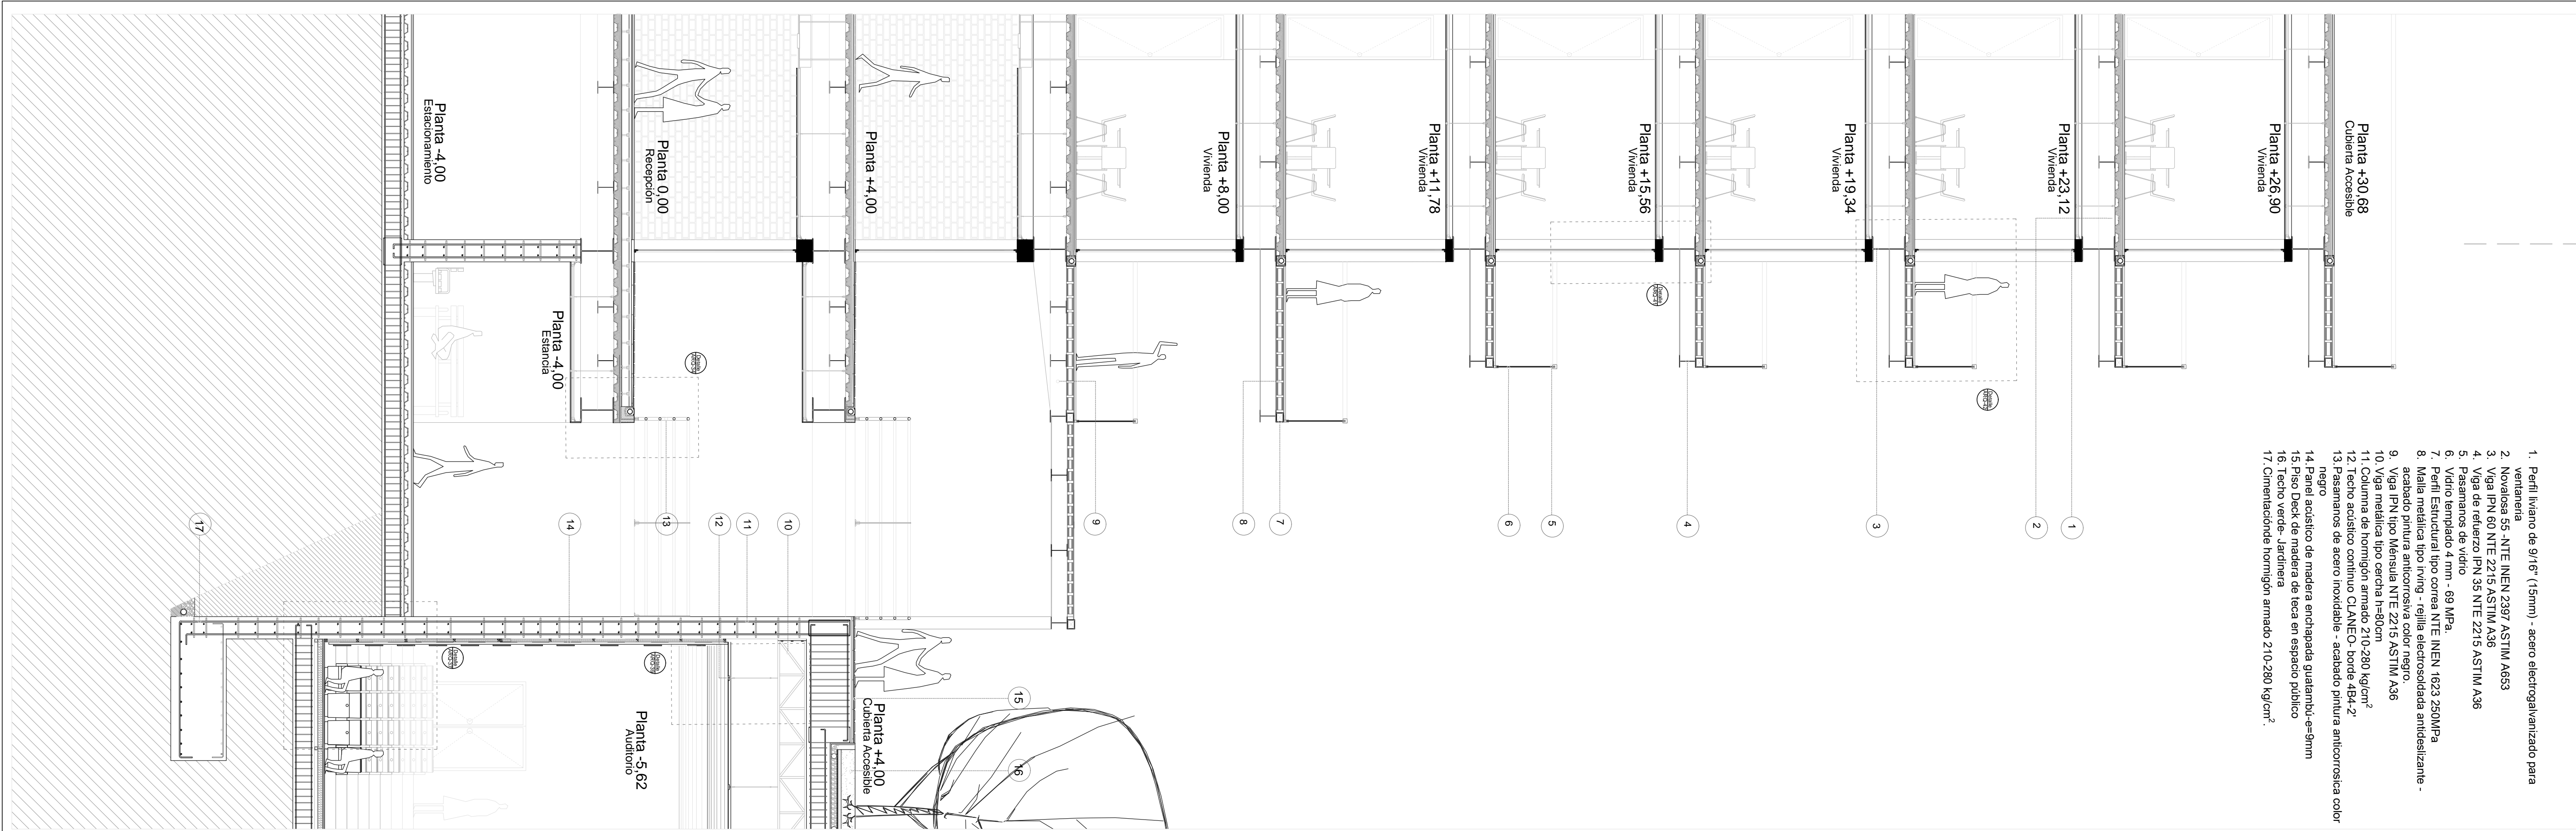 1. Perfil liviano de 9/16" (15mm) - acero electrogalvanizado para
ventaneria
2. Novalosa 55 -NTE INEN 2397 ASTIM A653
3. Viga IPN 60 NTE 2215 ASTIM A36
4. Viga de refuerzo IPN 35 NTE 2215 ASTIM A36
5. Pasamanos de vidrio
6. Vidrio templado 4 mm - 69 MPa.
7. Perfil Estructural tipo correa NTE INEN 1623 250MPa
8. Malla metálica tipo irving - rejilla electrosoldada antideslizante -
acabado pintura anticorrosiva color negro.
9. Viga IPN tipo Ménsula NTE 2215 ASTIM A36
10. Viga metálica tipo cercha h=80cm
11. Columna de hormigón armado 210-280 kg/cm²
12. Techo acústico continuo CLANEO- borde 4B4-2'
13. Pasamanos de acero inoxidable - acabado pintura anticorrosica color
negro
14. Panel acústico de madera enchapada guatambú-e=9mm
15. Piso Deck de madera de teca en espacio público
16. Techo verde- Jardinera
17. Cimentaciónde hormigon armado 210-280 kg/cm².
Planta +30,68
Cubierta Accesible
Planta +26,90
Vivienda
Planta +23,12
Vivienda
Planta +19,34
Vivienda
Planta +15,56
Vivienda
Planta +11,78
Vivienda
Planta +8,00
Vivienda
Planta +4,00
Planta 0,00
Recepción
Planta -4,00
Estacionamiento
Planta -4,00
Estancia
Planta +4,00
Cubierta Accesible
Planta -5,62
Auditorio
1
2
3
4
5
6
7
8
9
10
11
12
13
14
15
16
17
Detalle
Detalle
Detalle
Detalle
Detalle